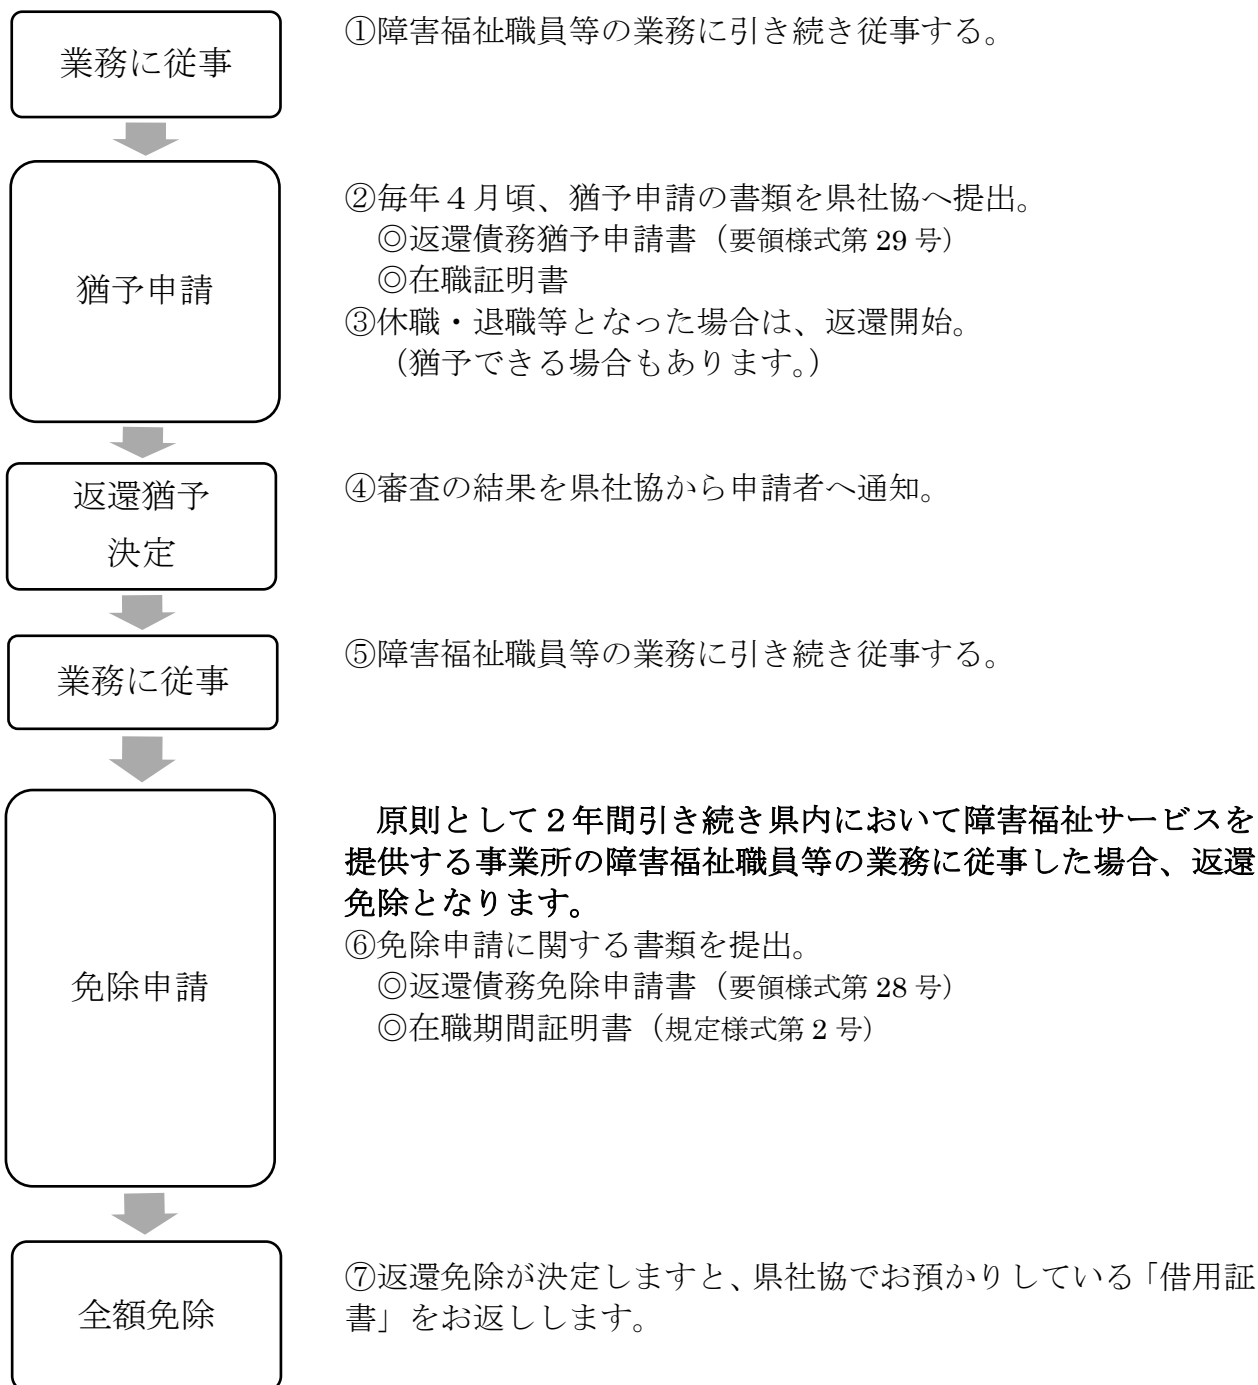 業務に従事
①障害福祉職員等の業務に引き続き従事する。
猶予申請
②毎年４月頃、猶予申請の書類を県社協へ提出。
◎返還債務猶予申請書（要領様式第 29 号）
◎在職証明書
③休職・退職等となった場合は、返還開始。
（猶予できる場合もあります。）
返還猶予
決定
④審査の結果を県社協から申請者へ通知。
業務に従事
⑤障害福祉職員等の業務に引き続き従事する。
免除申請
原則として２年間引き続き県内において障害福祉サービスを
提供する事業所の障害福祉職員等の業務に従事した場合、返還
免除となります。
⑥免除申請に関する書類を提出。
◎返還債務免除申請書（要領様式第 28 号）
◎在職期間証明書（規定様式第 2 号）
全額免除
⑦返還免除が決定しますと、県社協でお預かりしている「借用証
書」をお返しします。